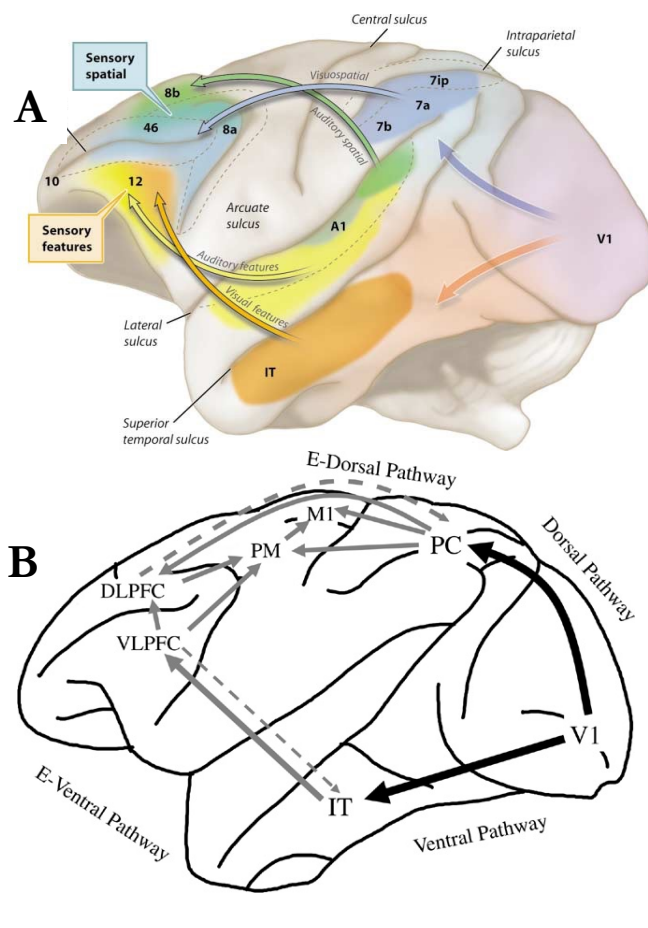 Central sulcus
Intraparietal
sulcus
Sensory
spatial
A
8b
Visuospatial
7ip
7a
46
8a
Auditory spatial
7b
10
12
Arcuate
sulcus
A1
V1
Sensory
features
Auditory features
Visual features
Lateral
sulcus
IT
Superior
temporal sulcus
E-Dorsal Pathway
M1
B
PM
PC
Dorsal Pathway
DLPFC
VLPFC
V1
IT
E-Ventral Pathway
Ventral Pathway